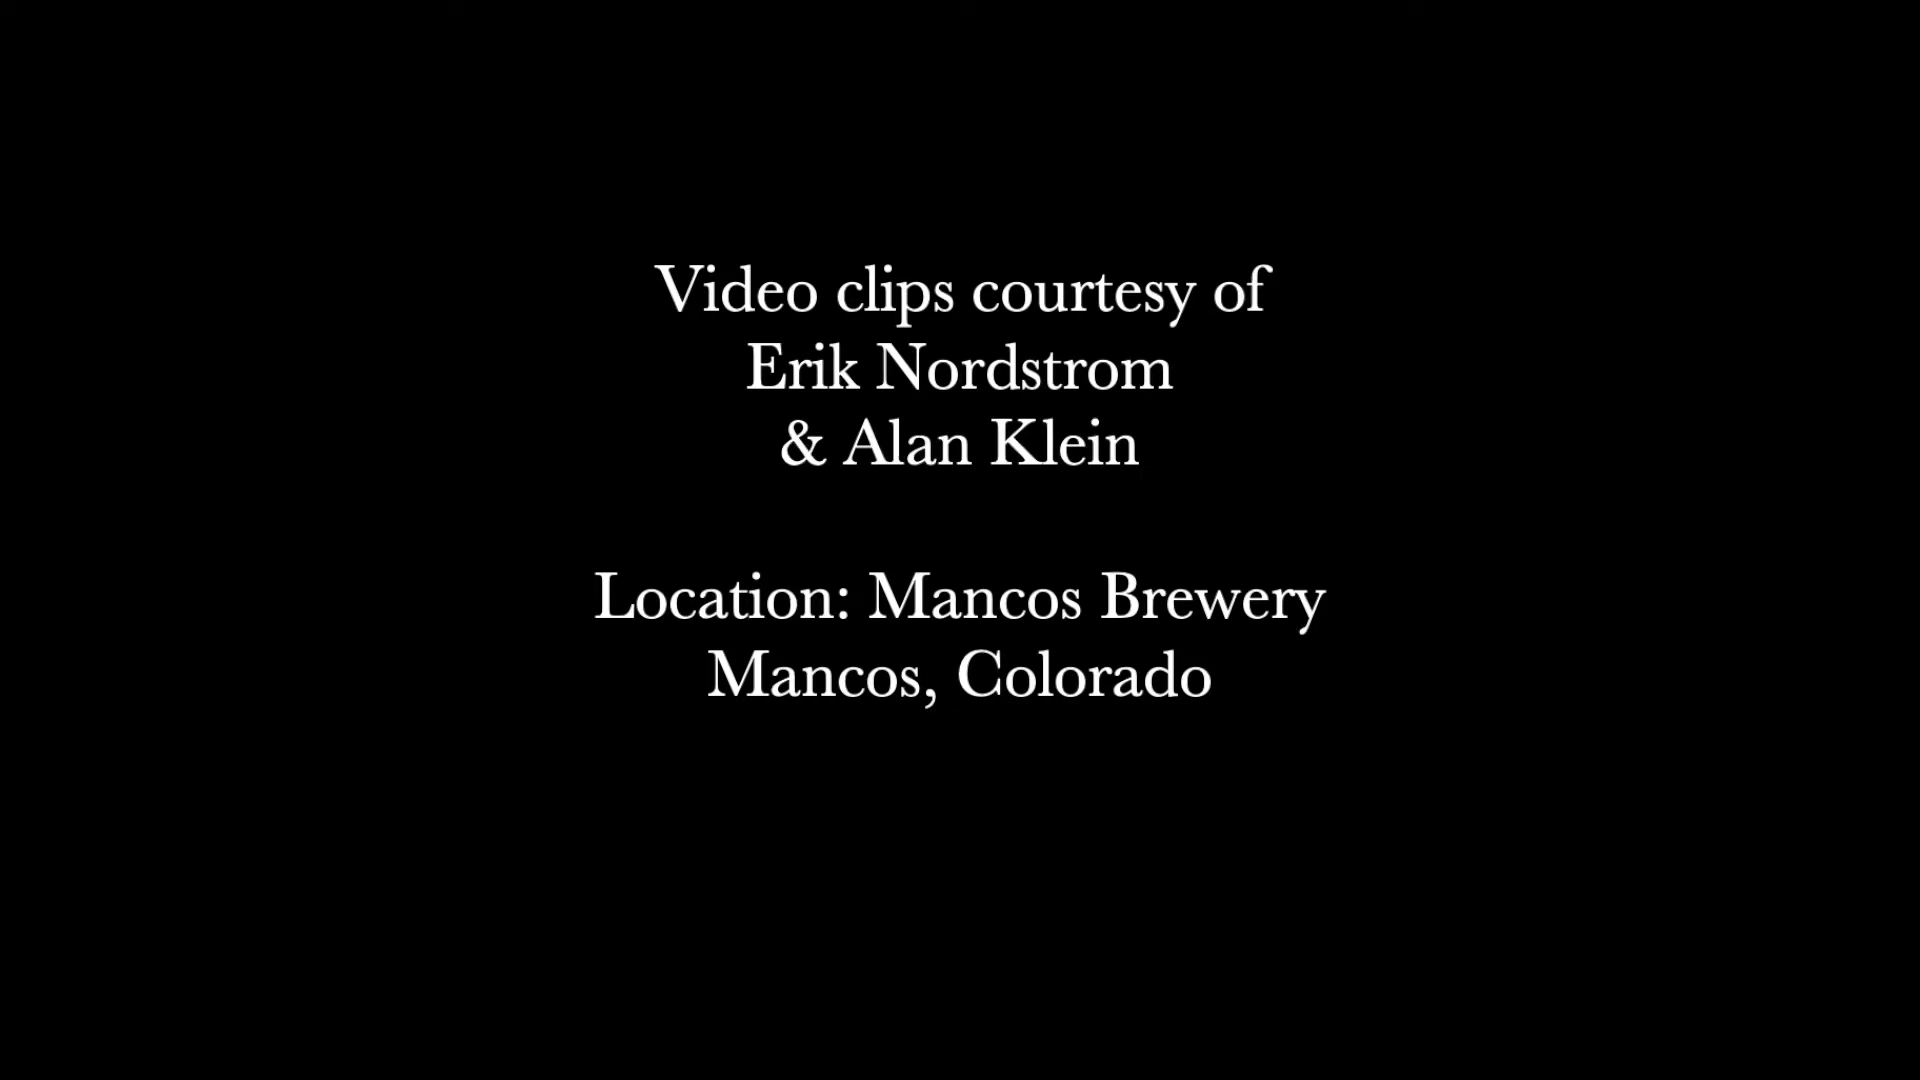 Video clips courtesy of
Erik Nordstrom
& Alan Klein
Location: Mancos Brewery
Mancos, Colorado